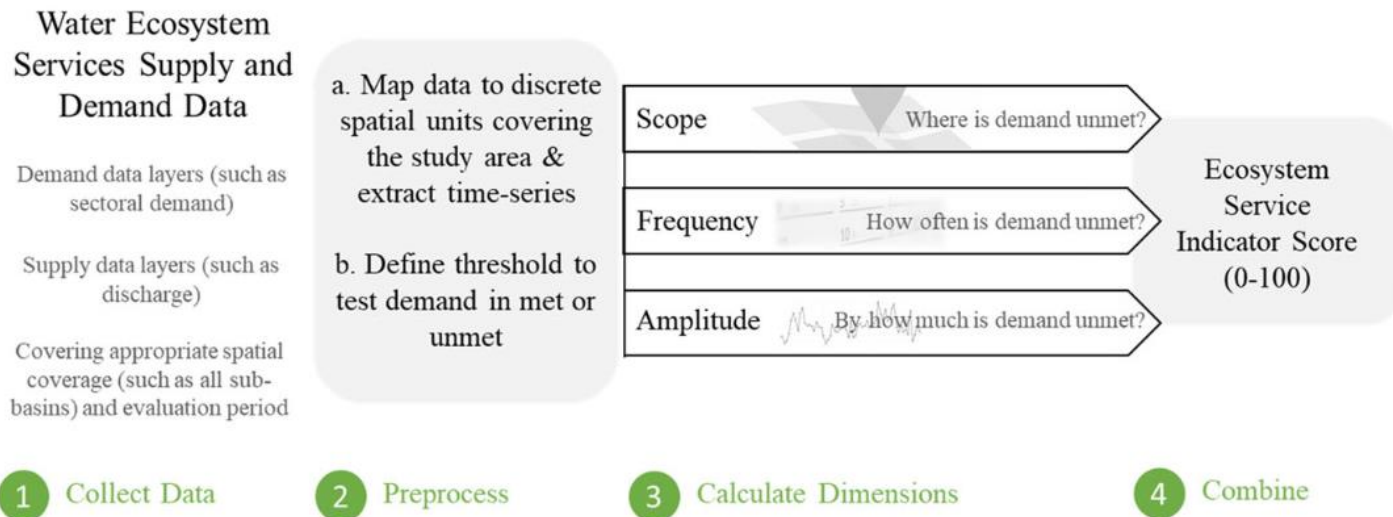 Water Ecosystem
Services Supply and
Demand Data
Demand data layers (such as
sectoral demand)
Supply data layers (such as
discharge)
Covering appropriate spatial
coverage (such as all sub-
basins) and evaluation period
a. Map data to discrete
spatial units covering
the study area &
extract time-series
b. Define threshold to
test demand in met or
unmet
Scope
Where is demand unmet?
Frequency
How often is demand unmet?
Amplitude
By how much is demand unmet?
Ecosystem
Service
Indicator Score
(0-100)
1 Collect Data
2 Preprocess
3 Calculate Dimensions
4 Combine